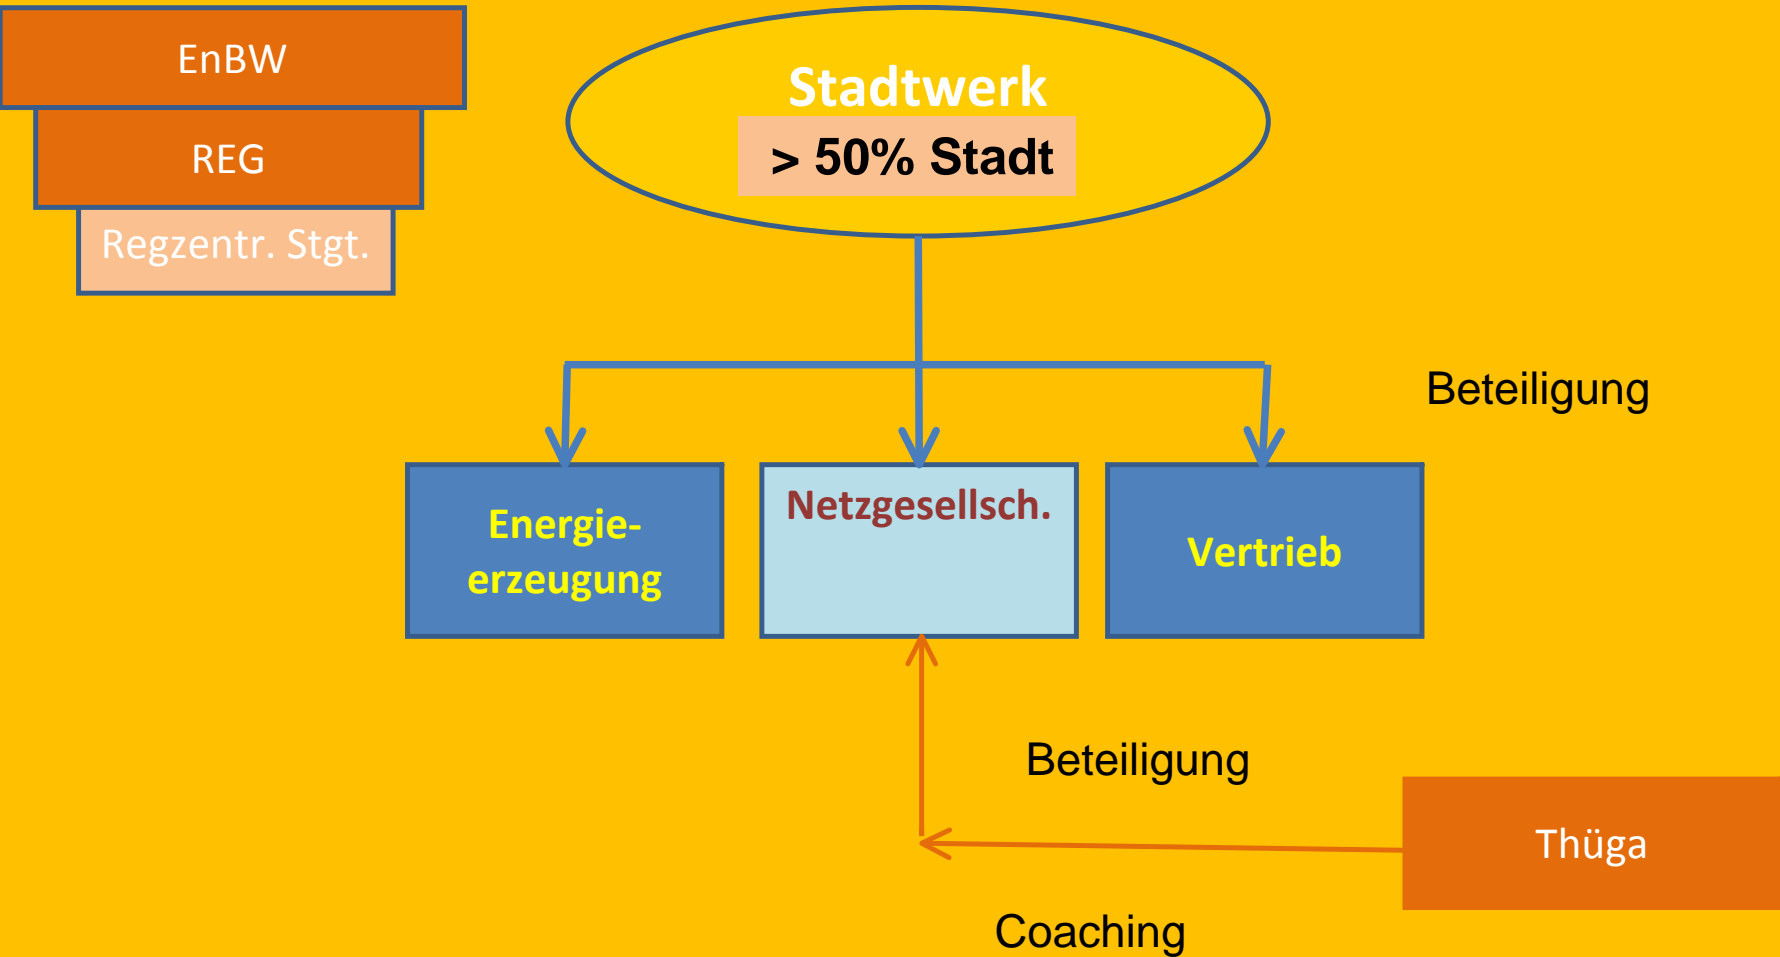 EnBW
REG
Regzentr. Stgt.
Stadtwerk
> 50% Stadt
Beteiligung
Energie-
erzeugung
Netzgesellsch.
Vertrieb
Beteiligung
Thüga
Coaching